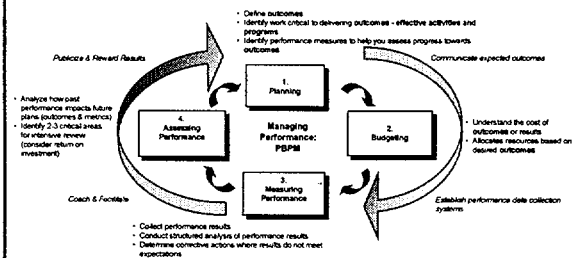 • Define outcomes
• Identify work critical to delivering outcomes - effective activities and
programs
• Identify performance measures to help you assess progress towards
outcomes
Publicize & Reward Results
Communicate expected outcomes
1.
Planning
• Analyze how past
performance impacts future
plans (outcomes & metrics)
• Identify 2-3 critical areas
for intensive review
(consider return on
investment)
4.
Assessing
Performance
Managing
Performance:
PBPM
2.
Budgeting
• Understand the cost of
outcomes or results
• Allocates resources based on
desired outcomes
3.
Measuring
Performance
Coach & Facilitate
Establish performance data collection
systems
• Collect performance results
• Conduct structured analysis of performance results
• Determine corrective actions where results do not meet
expectations